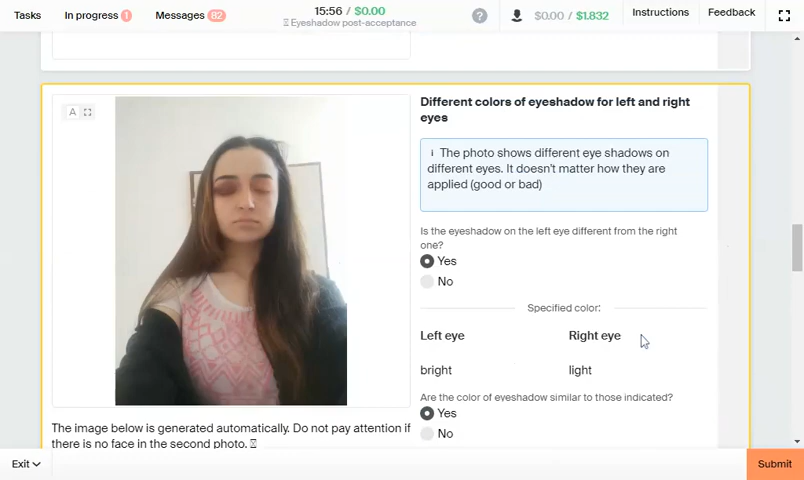 Tasks In progress 1 Messages 82 15:56 / $0.00 ? $0.00 / $1.832 Instructions Feedback
Eyeshadow post-acceptance
A
Different colors of eyeshadow for left and right
eyes
i The photo shows different eye shadows on
different eyes. It doesn't matter how they are
applied (good or bad)
Is the eyeshadow on the left eye different from the right
one?
Yes
No
Specified color:
Left eye Right eye
bright light
Are the color of eyeshadow similar to those indicated?
Yes
No
The image below is generated automatically. Do not pay attention if
there is no face in the second photo.
Exit Submit